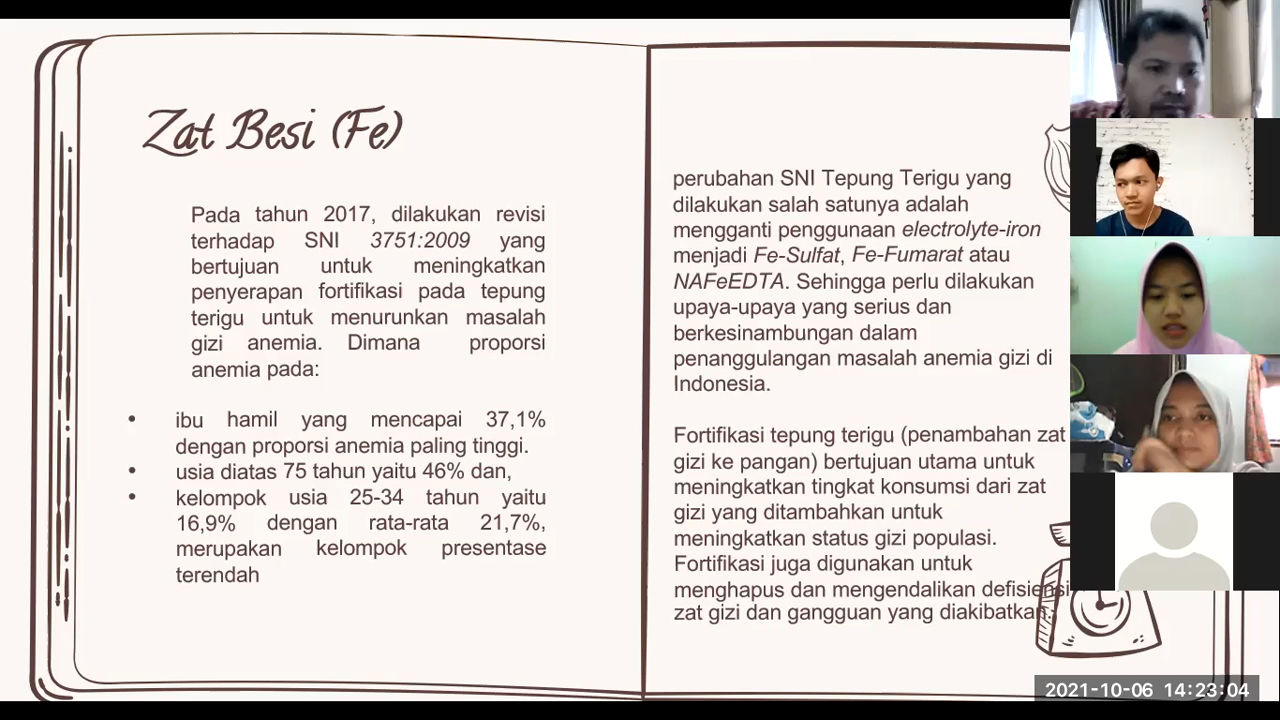 Zat Besi (Fe)
Pada tahun 2017, dilakukan revisi
terhadap SNI 3751:2009 yang
bertujuan untuk meningkatkan
penyerapan fortifikasi pada tepung
terigu untuk menurunkan masalah
gizi anemia. Dimana proporsi
anemia pada:
• ibu hamil yang mencapai 37,1%
dengan proporsi anemia paling tinggi.
• usia diatas 75 tahun yaitu 46% dan,
• kelompok usia 25-34 tahun yaitu
16,9% dengan rata-rata 21,7%,
merupakan kelompok presentase
terendah
perubahan SNI Tepung Terigu yang
dilakukan salah satunya adalah
mengganti penggunaan electrolyte-iron
menjadi Fe-Sulfat, Fe-Fumarat atau
NAFeEDTA. Sehingga perlu dilakukan
upaya-upaya yang serius dan
berkesinambungan dalam
penanggulangan masalah anemia gizi di
Indonesia.
Fortifikasi tepung terigu (penambahan zat
gizi ke pangan) bertujuan utama untuk
meningkatkan tingkat konsumsi dari zat
gizi yang ditambahkan untuk
meningkatkan status gizi populasi.
Fortifikasi juga digunakan untuk
menghapus dan mengendalikan defisiensi
zat gizi dan gangguan yang diakibatkan.
2021-10-06 14:23:04